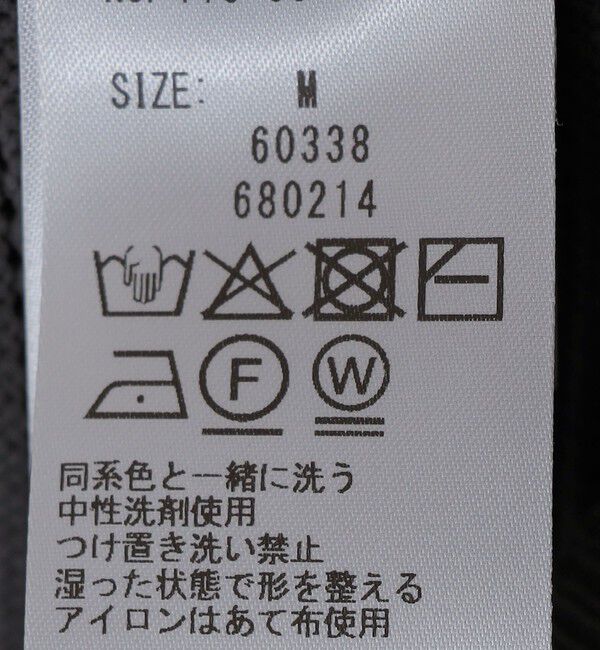 SIZE: M
60338
680214
F
W
同系色と一緒に洗う
中性洗剤使用
つけ置き洗い禁止
湿った状態で形を整える
アイロンはあて布使用